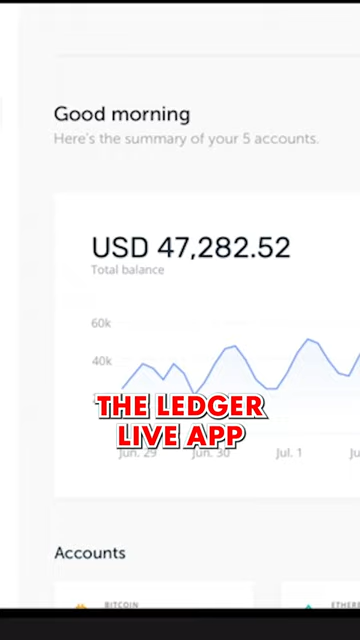 Good morning
Here's the summary of your 5 accounts.
USD 47,282.52
Total balance
60k
40k
THE LEDGER
LIVE APP
Jun. 29 Jun. 30 Jul. 1
Accounts
BITCOIN